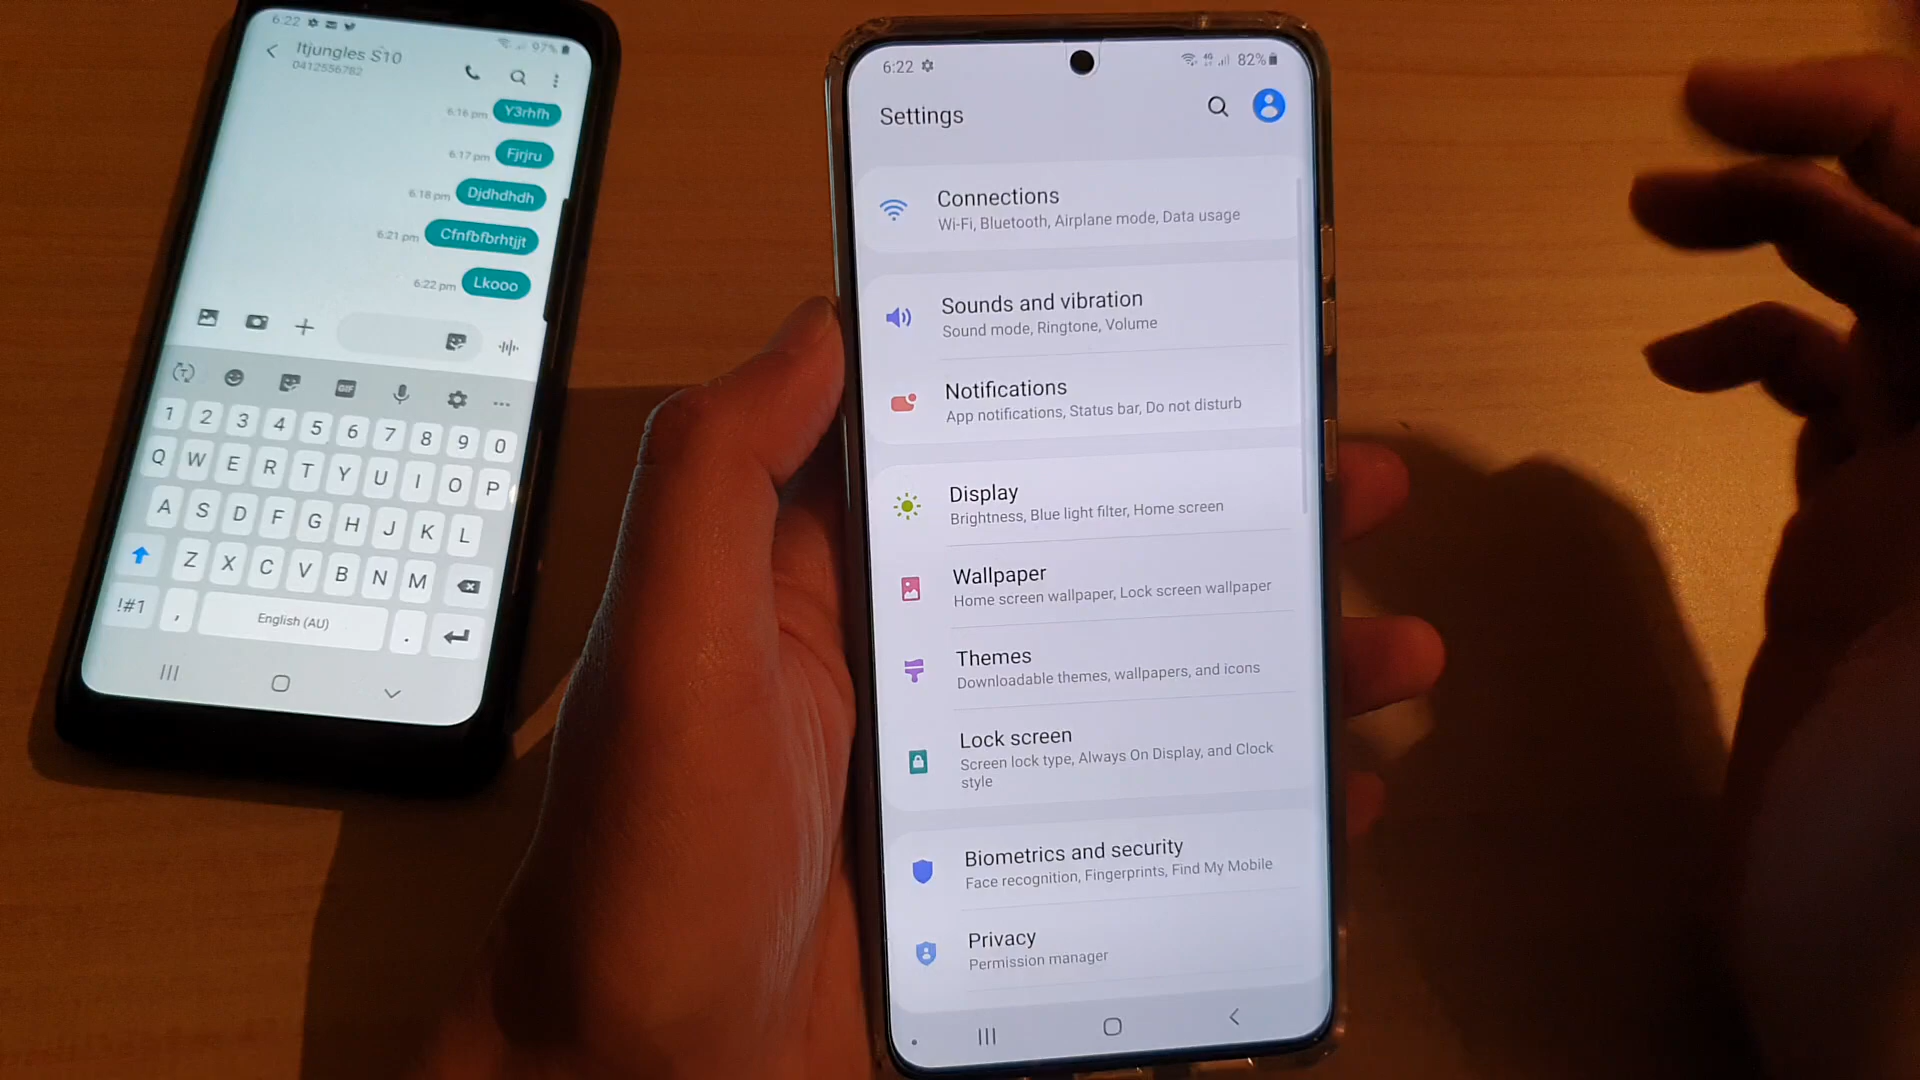 6:22
97%
Itjungles S10
0412556782
6:16 pm Y3rhfh
6:17 pm Fjrjru
6:18 pm Djdhdhdh
6:21 pm Cfnfbfbrhtjjt
6:22 pm Lkooo
GIF
1 2 3 4 5 6 7 8 9 0
Q W E R T Y U I O P
A S D F G H J K L
Z X C V B N M
!#1 , English (AU) .
6:22
4G 82%
Settings
Connections
Wi-Fi, Bluetooth, Airplane mode, Data usage
Sounds and vibration
Sound mode, Ringtone, Volume
Notifications
App notifications, Status bar, Do not disturb
Display
Brightness, Blue light filter, Home screen
Wallpaper
Home screen wallpaper, Lock screen wallpaper
Themes
Downloadable themes, wallpapers, and icons
Lock screen
Screen lock type, Always On Display, and Clock
style
Biometrics and security
Face recognition, Fingerprints, Find My Mobile
Privacy
Permission manager